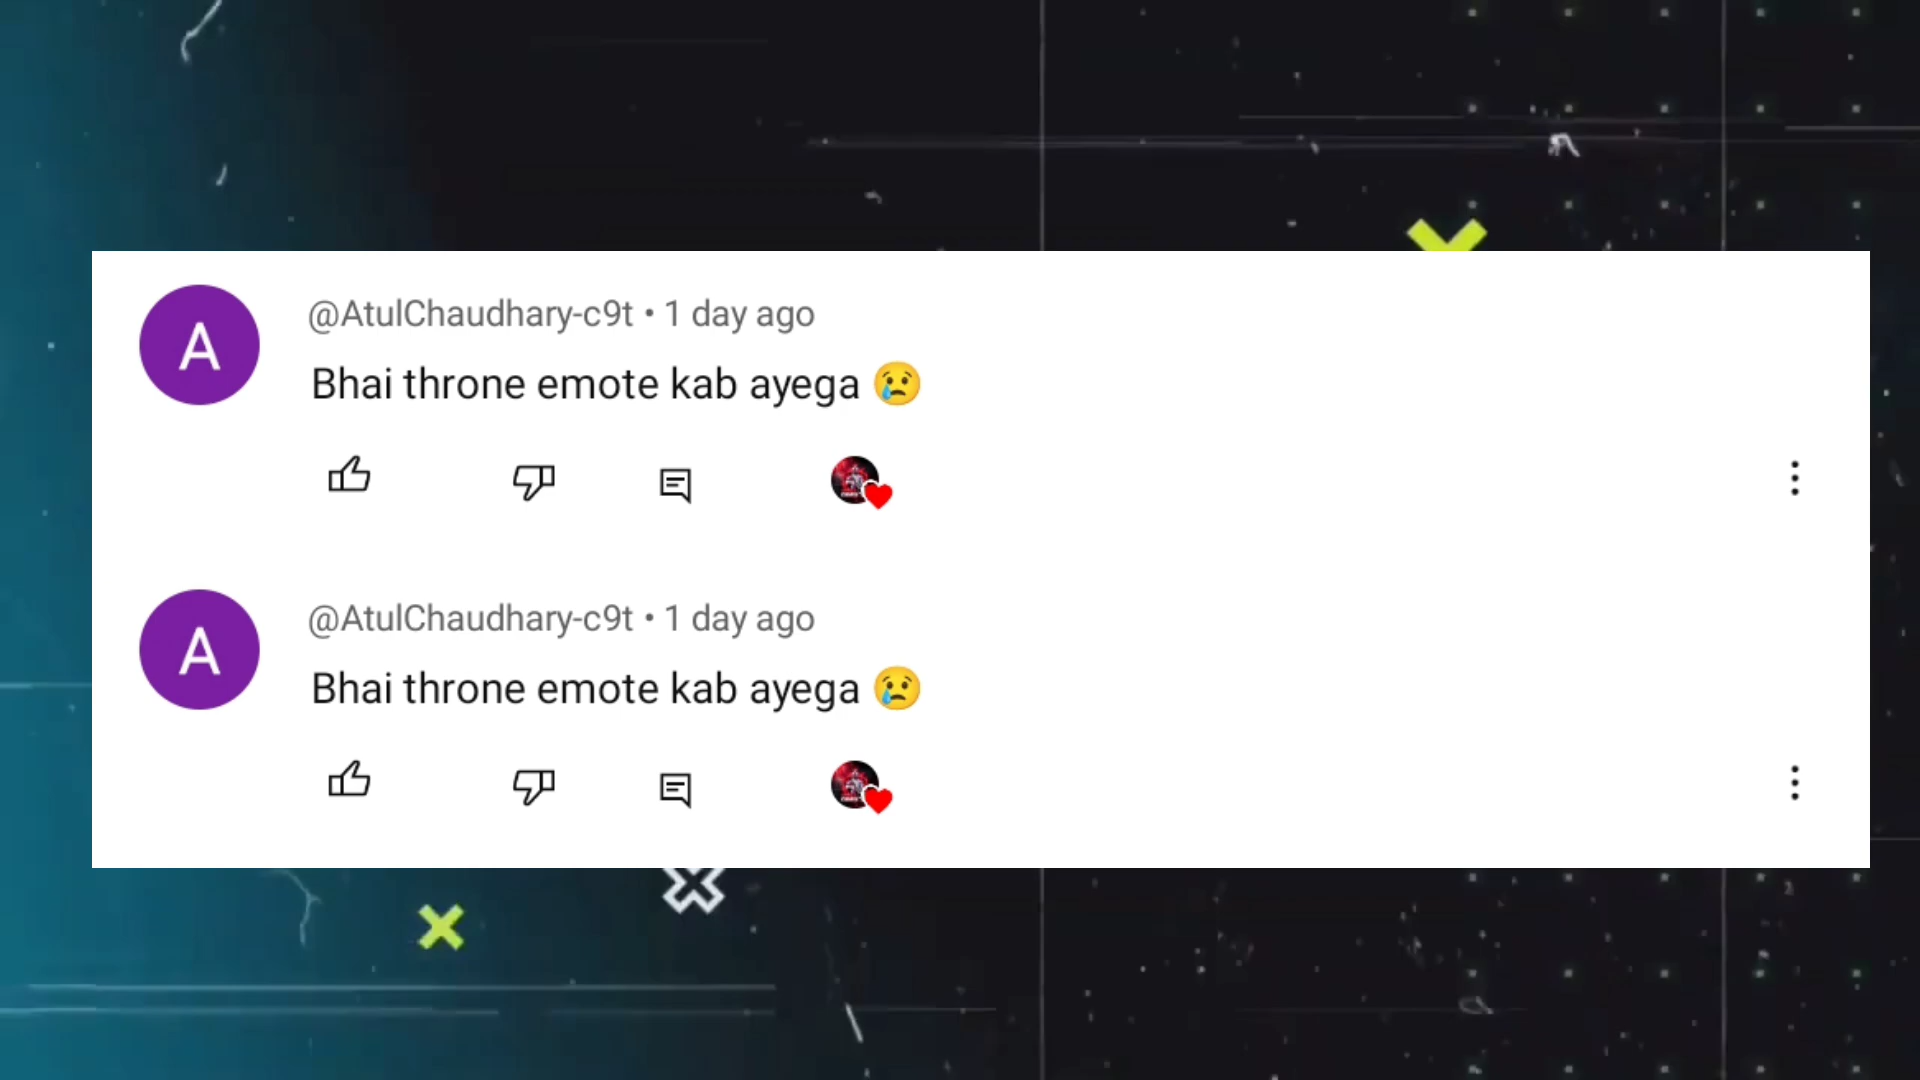 A
@AtulChaudhary-c9t • 1 day ago
Bhai throne emote kab ayega 😢
A
@AtulChaudhary-c9t • 1 day ago
Bhai throne emote kab ayega 😢